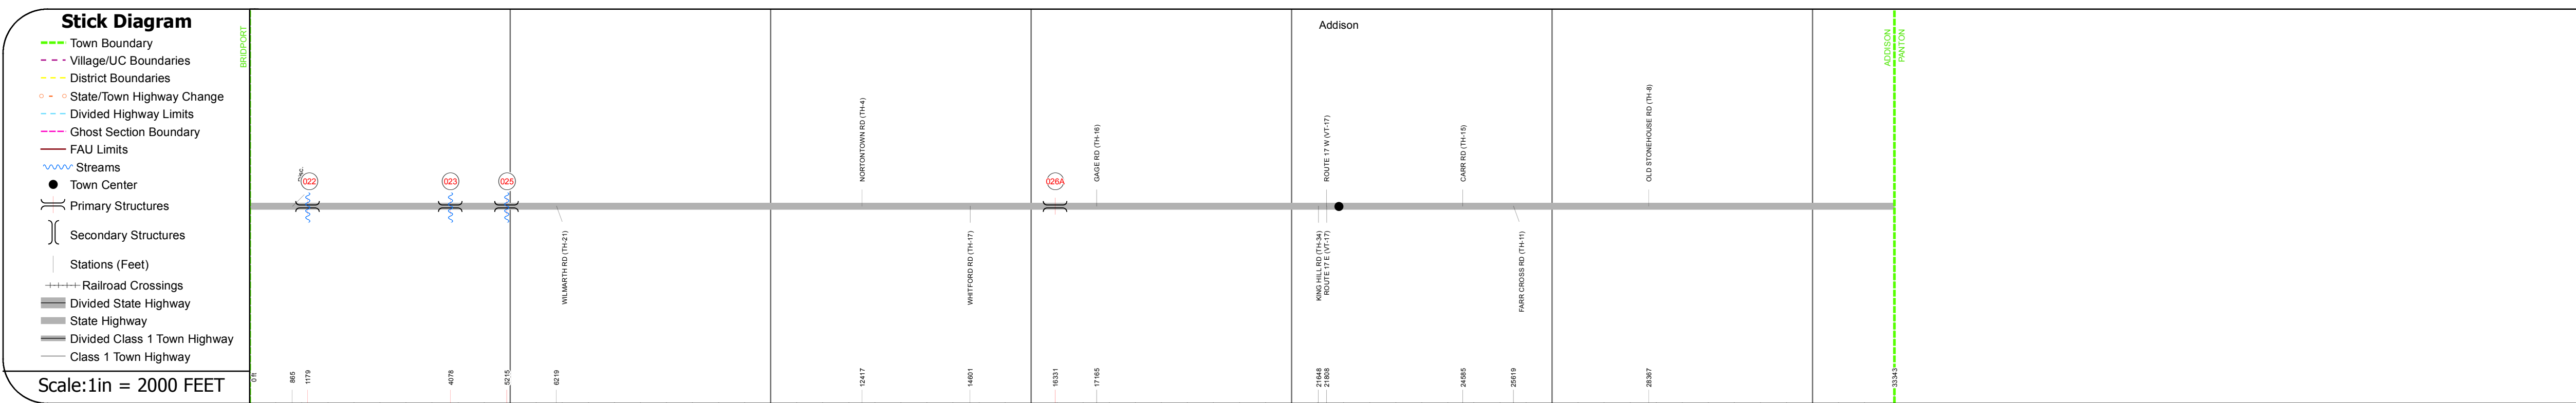 Stick Diagram
Town Boundary
Village/UC Boundaries
District Boundaries
State/Town Highway Change
Divided Highway Limits
Ghost Section Boundary
FAU Limits
Streams
Town Center
Primary Structures
Secondary Structures
Stations (Feet)
Railroad Crossings
Divided State Highway
State Highway
Divided Class 1 Town Highway
Class 1 Town Highway
Scale:1in = 2000 FEET
BRIDPORT
Addison
ADDISON
PANTON
Disc.
022
023
025
WILMARTH RD (TH-21)
NORTONTOWN RD (TH-4)
WHITFORD RD (TH-17)
026A
GAGE RD (TH-16)
KING HILL RD (TH-34)
ROUTE 17 W (VT-17)
ROUTE 17 E (VT-17)
CARR RD (TH-15)
FARR CROSS RD (TH-11)
OLD STONEHOUSE RD (TH-8)
0 ft
865
1179
4078
5215
6219
12417
14601
16331
17165
21648
21808
24585
25619
28367
33343